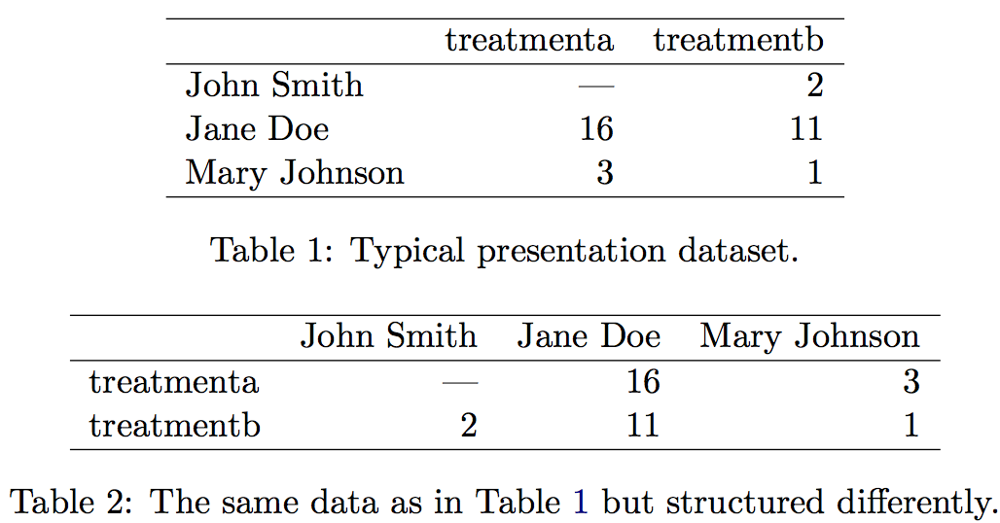 treatmenta treatmentb
John Smith — 2
Jane Doe 16 11
Mary Johnson 3 1
Table 1: Typical presentation dataset.
John Smith Jane Doe Mary Johnson
treatmenta — 16 3
treatmentb 2 11 1
Table 2: The same data as in Table 1 but structured differently.